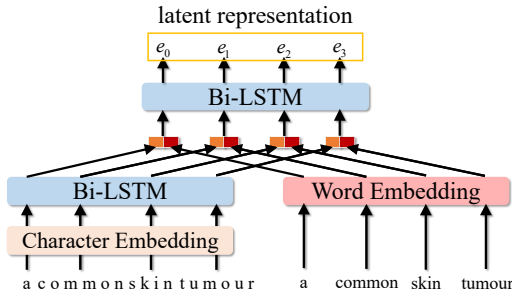 latent representation
e0 e1 e2 e3
Bi-LSTM
Bi-LSTM Word Embedding
Character Embedding
a c o m m o n s k i n t u m o u r a common skin tumour